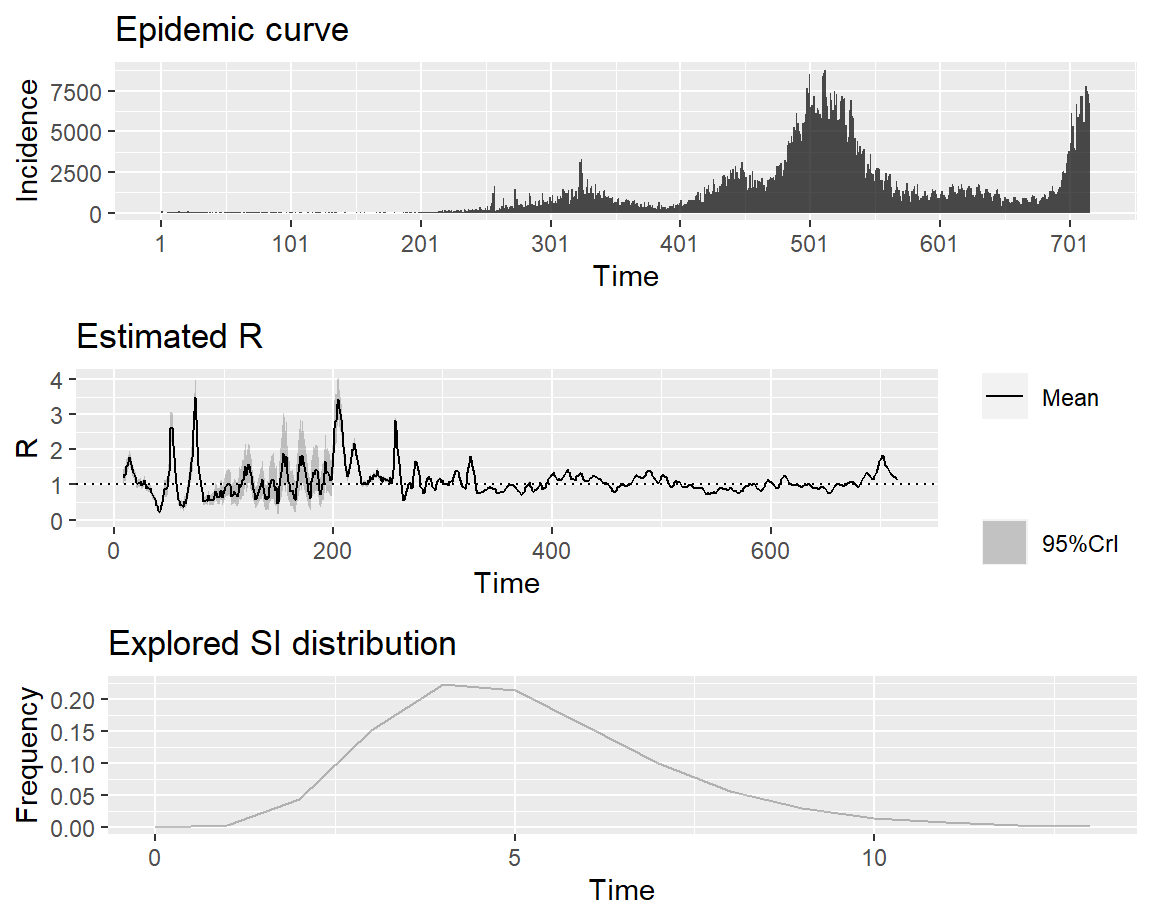 Epidemic curve
Incidence
7500
5000
2500
0
1 101 201 301 401 501 601 701
Time
Estimated R
R
4
3
2
1
0
0 200 400 600
Time
Mean
95%CrI
Explored SI distribution
Frequency
0.20
0.15
0.10
0.05
0.00
0 5 10
Time